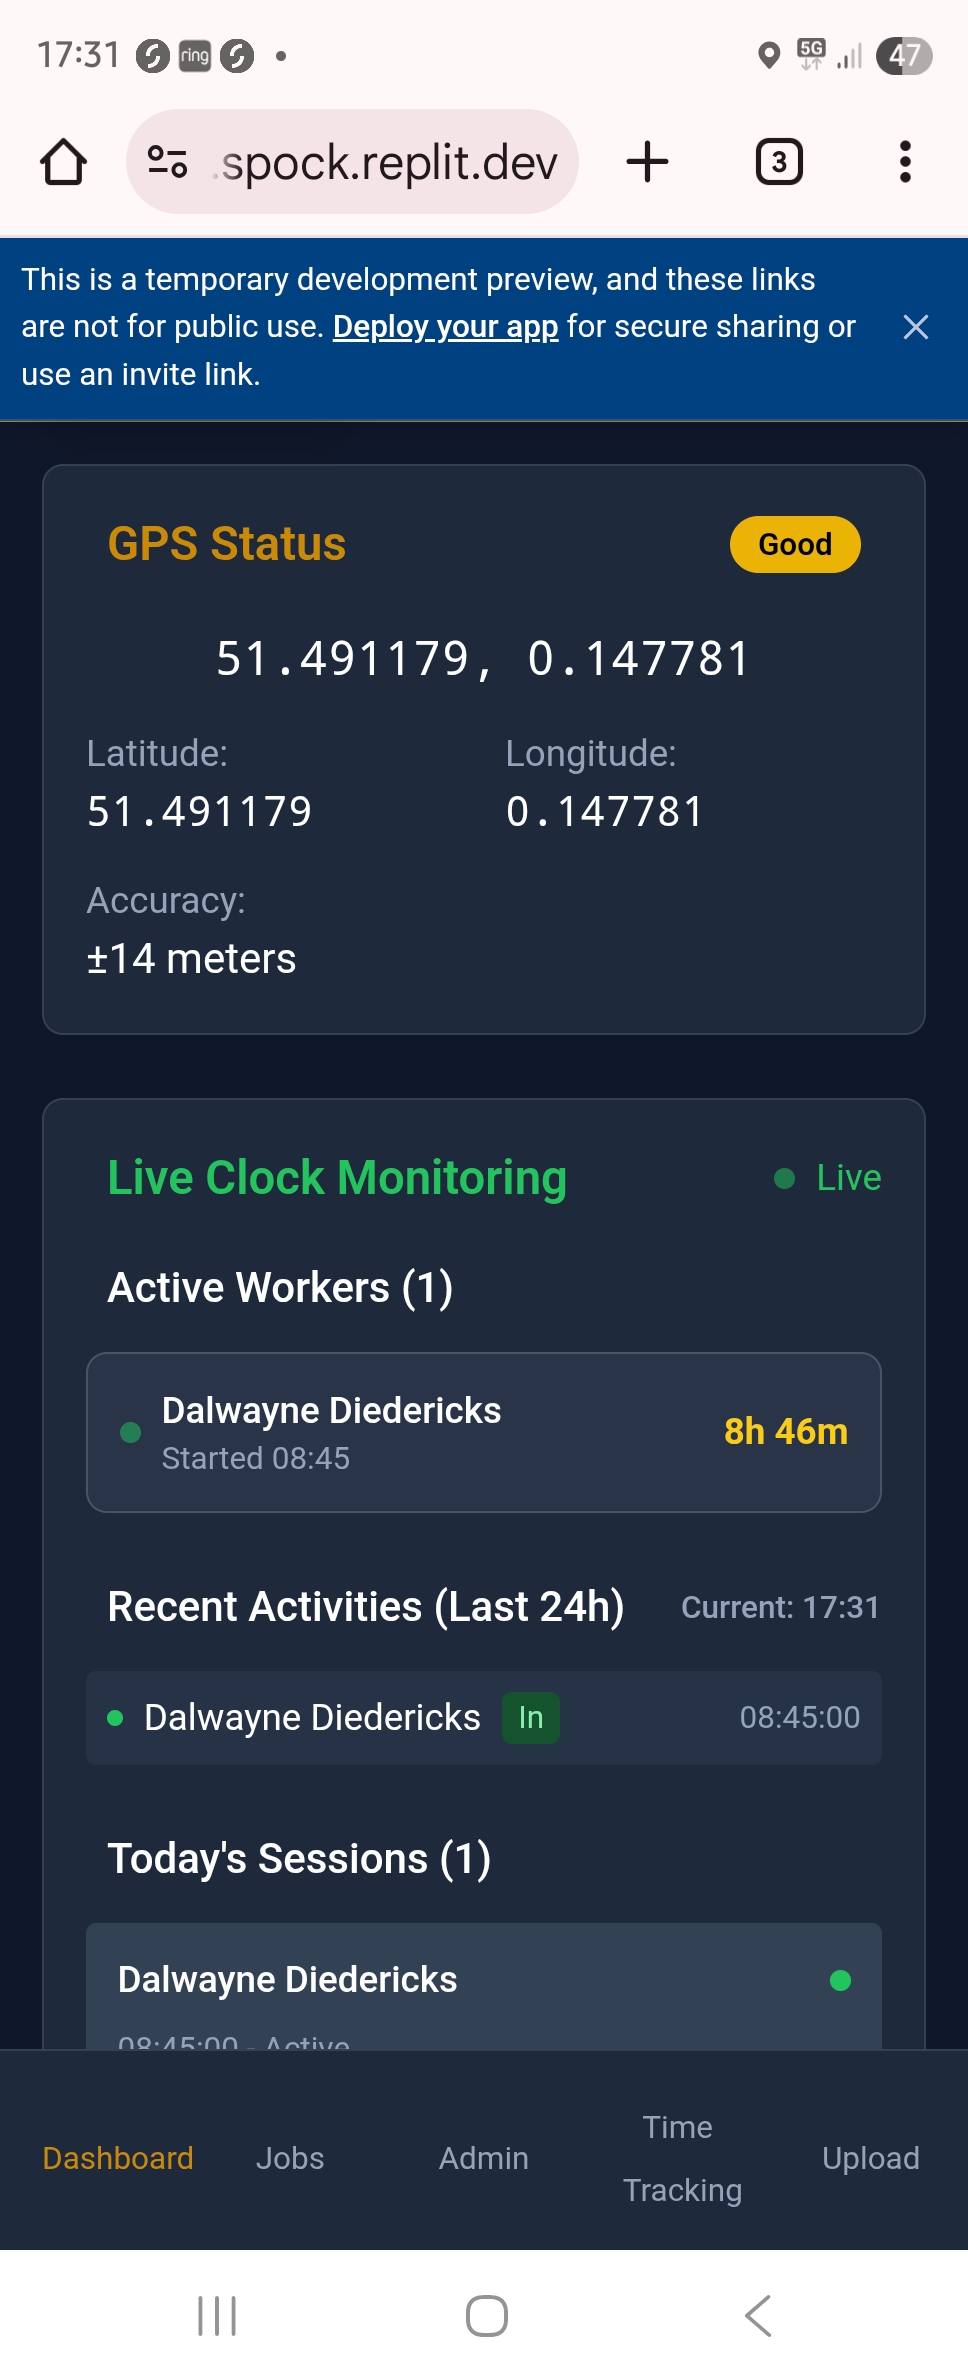 17:31
ring
5G
47
.spock.replit.dev
3
This is a temporary development preview, and these links
are not for public use. Deploy your app for secure sharing or
use an invite link.
GPS Status
Good
51.491179, 0.147781
Latitude:
Longitude:
51.491179
0.147781
Accuracy:
±14 meters
Live Clock Monitoring
Live
Active Workers (1)
Dalwayne Diedericks
Started 08:45
8h 46m
Recent Activities (Last 24h)
Current: 17:31
Dalwayne Diedericks
In
08:45:00
Today's Sessions (1)
Dalwayne Diedericks
08:45:00 - Active
Dashboard
Jobs
Admin
Time
Tracking
Upload